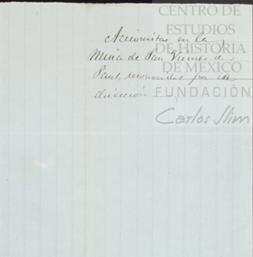 CENTRO DE
ESTUDIOS
DE HISTORIA
DE MÉXICO
FUNDACIÓN
Carlos Slim
Accionistas en la
Mina de San Vicente de
Paul, reconocidos por la
dirección